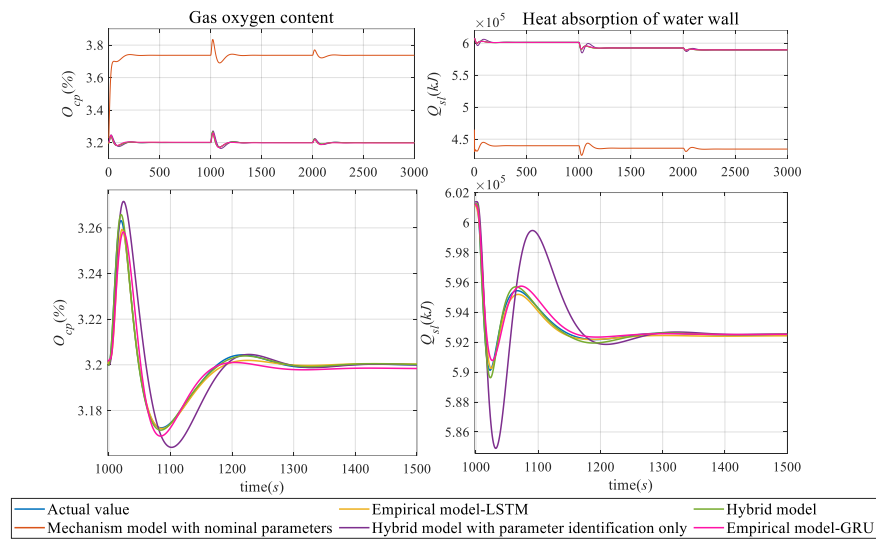 Gas oxygen content
Heat absorption of water wall
×10⁵
O_cp(%)
3.8
3.6
3.4
3.2
0 500 1000 1500 2000 2500 3000
Q_sl(kJ)
6
5.5
5
4.5
0 500 1000 1500 2000 2500 3000
O_cp(%)
3.26
3.24
3.22
3.2
3.18
1000 1100 1200 1300 1400 1500
time(s)
×10⁵
Q_sl(kJ)
6.02
6
5.98
5.96
5.94
5.92
5.9
5.88
5.86
1000 1100 1200 1300 1400 1500
time(s)
Actual value
Empirical model-LSTM
Hybrid model
Mechanism model with nominal parameters
Hybrid model with parameter identification only
Empirical model-GRU